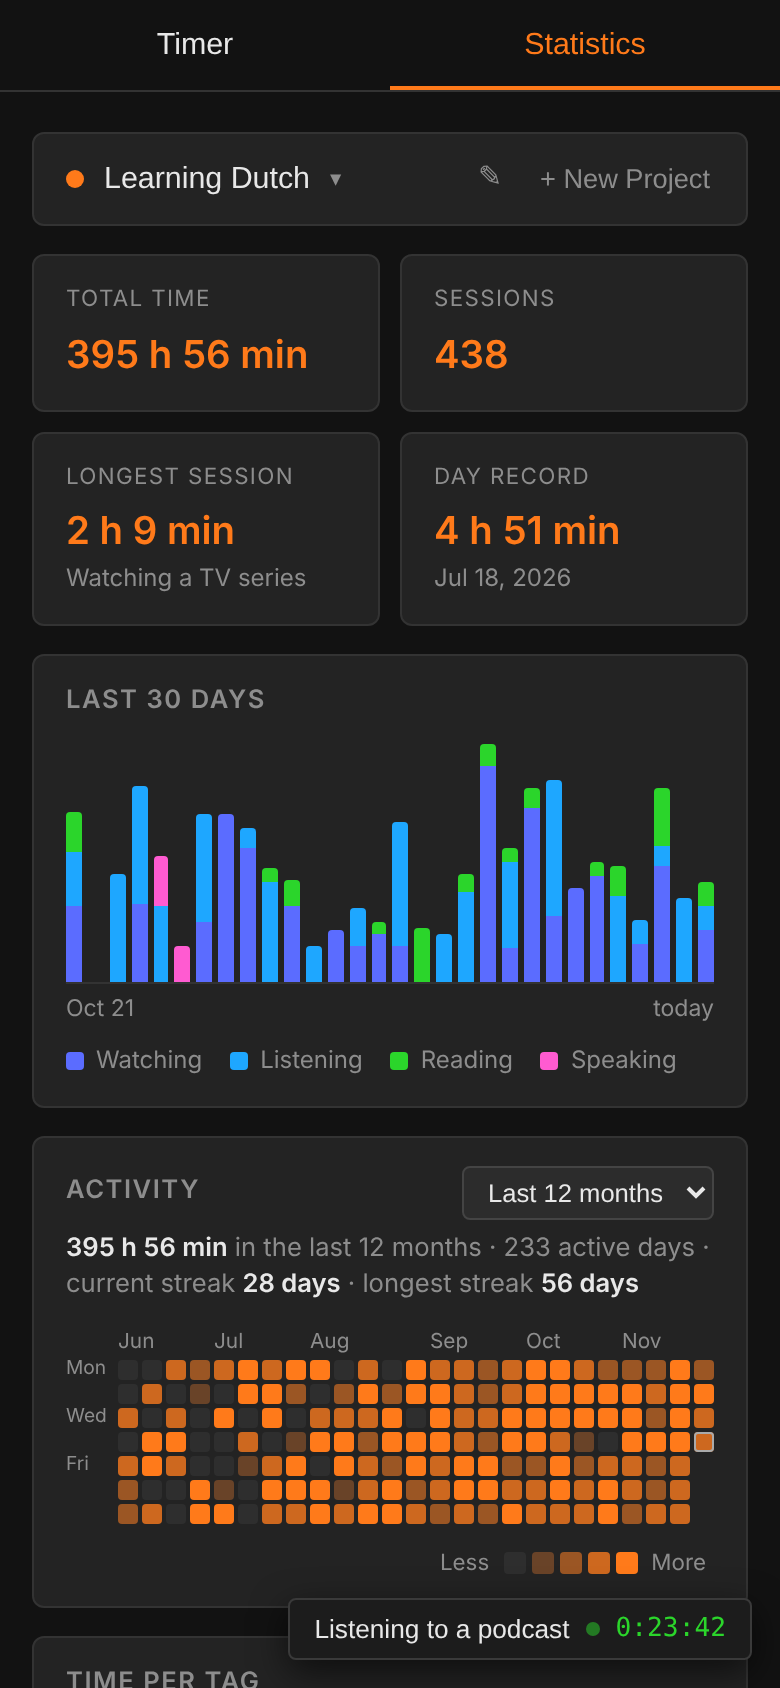 Timer Statistics
Learning Dutch ▾ ✎ + New Project
TOTAL TIME SESSIONS
395 h 56 min 438
LONGEST SESSION DAY RECORD
2 h 9 min 4 h 51 min
Watching a TV series Jul 18, 2026
LAST 30 DAYS
Oct 21 today
Watching Listening Reading Speaking
ACTIVITY Last 12 months
395 h 56 min in the last 12 months · 233 active days ·
current streak 28 days · longest streak 56 days
Jun Jul Aug Sep Oct Nov
Mon
Wed
Fri
Less More
Listening to a podcast 0:23:42
TIME PER TAG